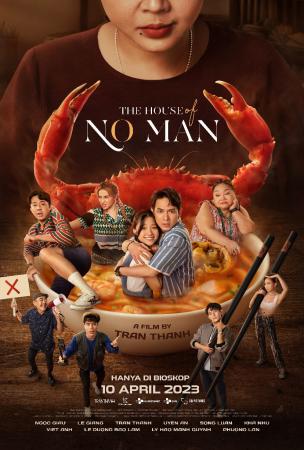 THE HOUSE of
NO MAN
A FILM BY
TRAN THANH
HANYA DI BIOSKOP
10 APRIL 2023
NGOC GIAU LE GIANG TRAN THANH UYEN AN SONG LUAN KHA NHU
VIET ANH LE DUONG BAO LAM LY HAO MANH QUYNH PHUONG LAN